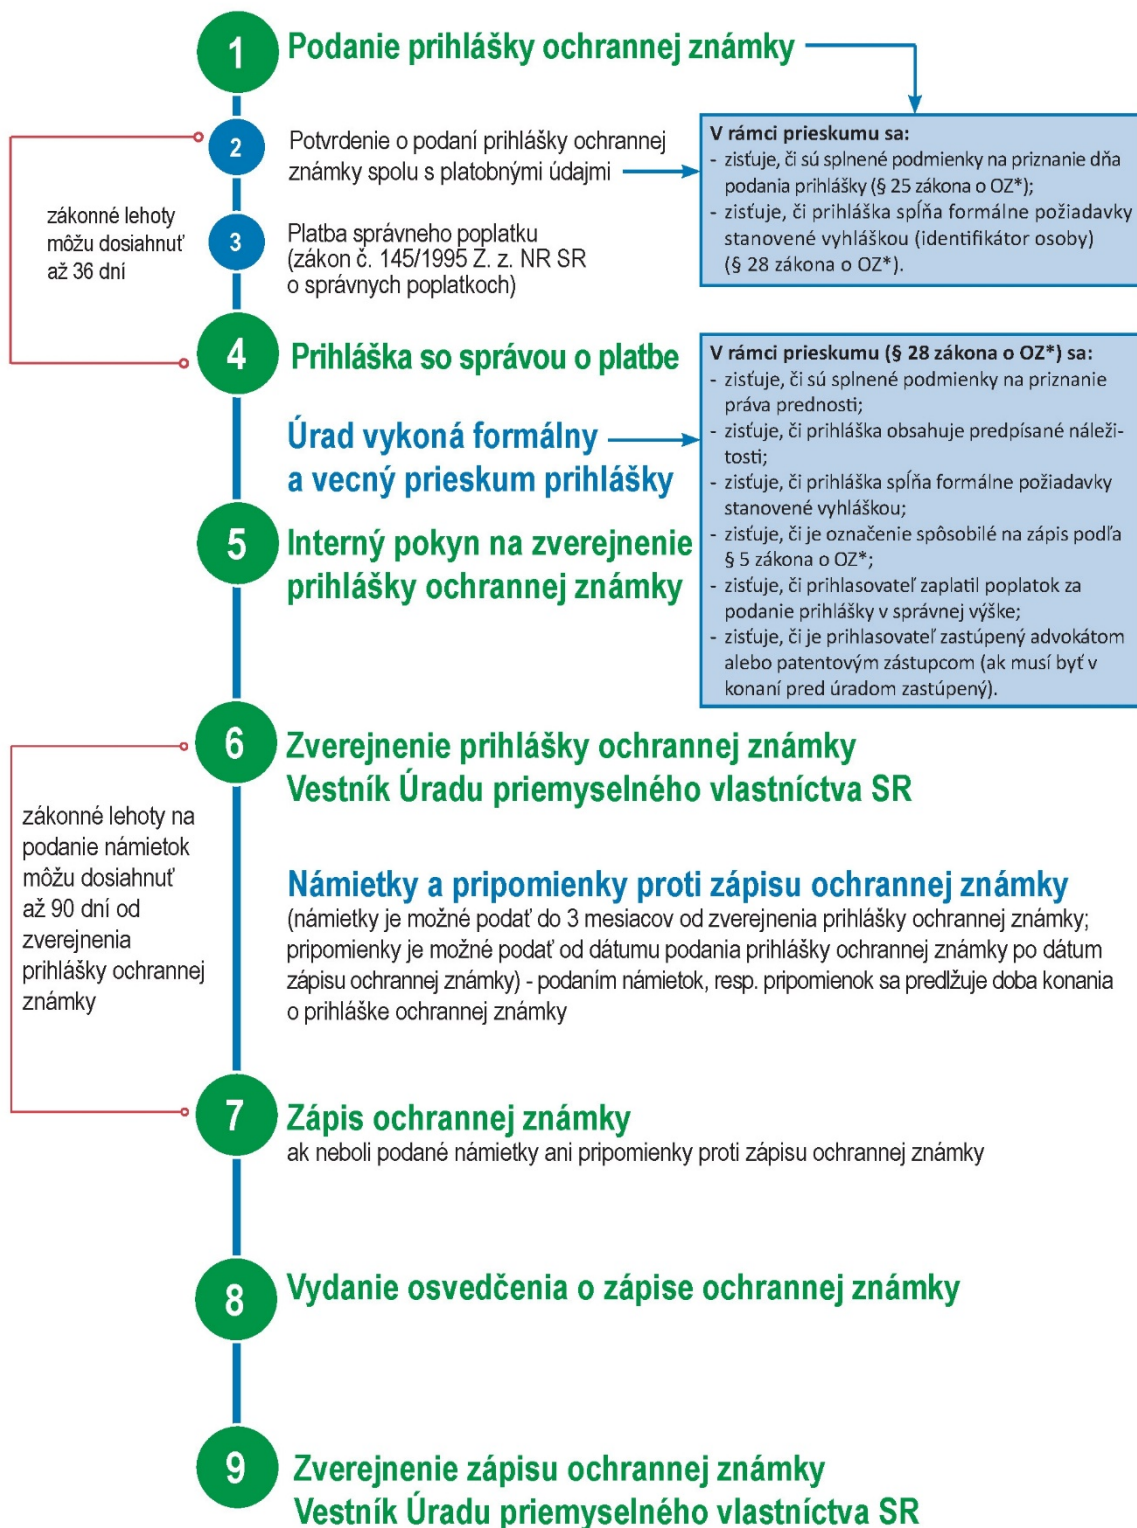 1
Podanie prihlášky ochrannej známky
2
Potvrdenie o podaní prihlášky ochrannej
známky spolu s platobnými údajmi
V rámci prieskumu sa:
- zisťuje, či sú splnené podmienky na priznanie dňa
podania prihlášky (§ 25 zákona o OZ*);
- zisťuje, či prihláška spĺňa formálne požiadavky
stanovené vyhláškou (identifikátor osoby)
(§ 28 zákona o OZ*).
zákonné lehoty
môžu dosiahnuť
až 36 dní
3
Platba správneho poplatku
(zákon č. 145/1995 Z. z. NR SR
o správnych poplatkoch)
4
Prihláška so správou o platbe
Úrad vykoná formálny
a vecný prieskum prihlášky
V rámci prieskumu (§ 28 zákona o OZ*) sa:
- zisťuje, či sú splnené podmienky na priznanie
práva prednosti;
- zisťuje, či prihláška obsahuje predpísané náleži-
tosti;
- zisťuje, či prihláška spĺňa formálne požiadavky
stanovené vyhláškou;
- zisťuje, či je označenie spôsobilé na zápis podľa
§ 5 zákona o OZ*;
- zisťuje, či prihlasovateľ zaplatil poplatok za
podanie prihlášky v správnej výške;
- zisťuje, či je prihlasovateľ zastúpený advokátom
alebo patentovým zástupcom (ak musí byť v
konaní pred úradom zastúpený).
5
Interný pokyn na zverejnenie
prihlášky ochrannej známky
6
Zverejnenie prihlášky ochrannej známky
Vestník Úradu priemyselného vlastníctva SR
zákonné lehoty na
podanie námietok
môžu dosiahnuť
až 90 dní od
zverejnenia
prihlášky ochrannej
známky
Námietky a pripomienky proti zápisu ochrannej známky
(námietky je možné podať do 3 mesiacov od zverejnenia prihlášky ochrannej známky;
pripomienky je možné podať od dátumu podania prihlášky ochrannej známky po dátum
zápisu ochrannej známky) - podaním námietok, resp. pripomienok sa predlžuje doba konania
o prihláške ochrannej známky
7
Zápis ochrannej známky
ak neboli podané námietky ani pripomienky proti zápisu ochrannej známky
8
Vydanie osvedčenia o zápise ochrannej známky
9
Zverejnenie zápisu ochrannej známky
Vestník Úradu priemyselného vlastníctva SR